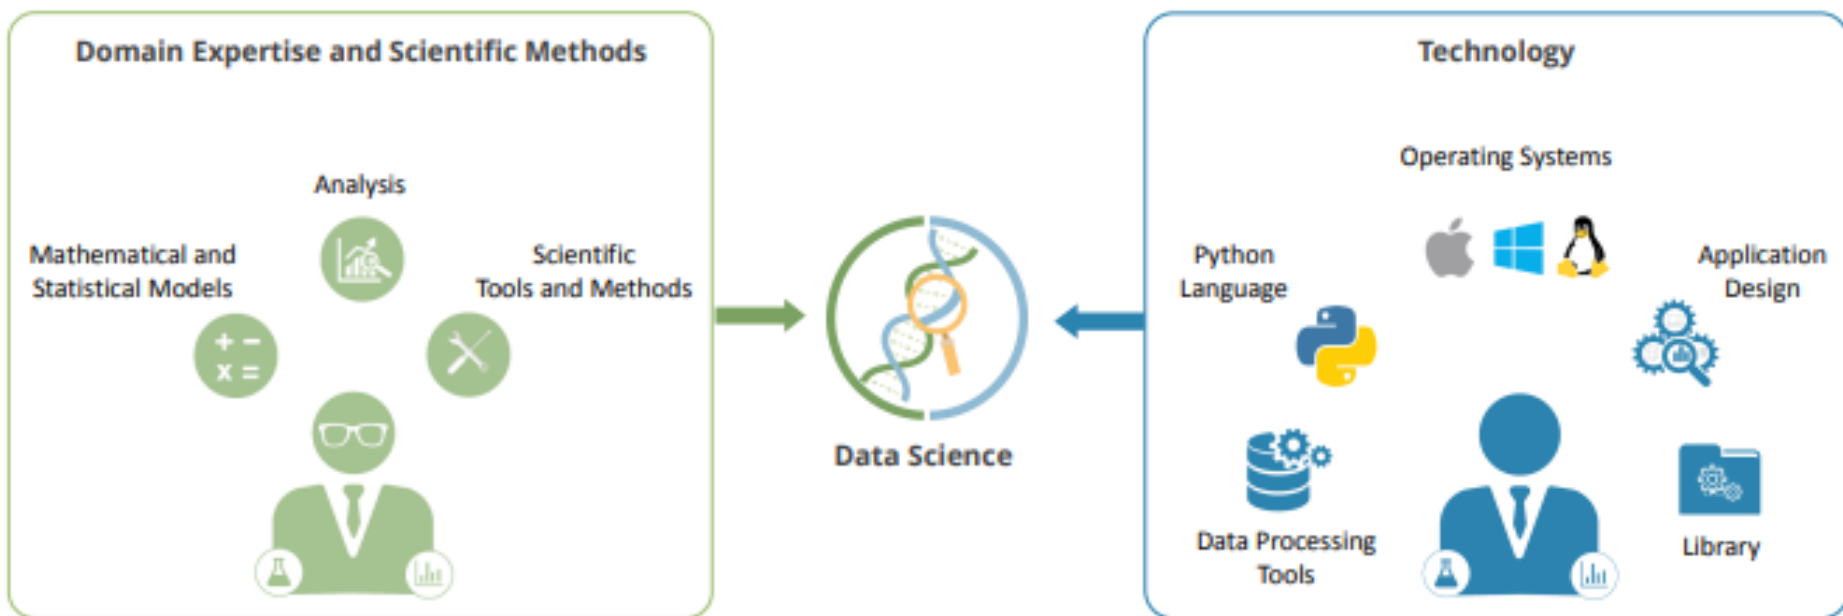 Domain Expertise and Scientific Methods
Analysis
Mathematical and
Statistical Models
Scientific
Tools and Methods
Data Science
Technology
Operating Systems
Python
Language
Application
Design
Data Processing
Tools
Library